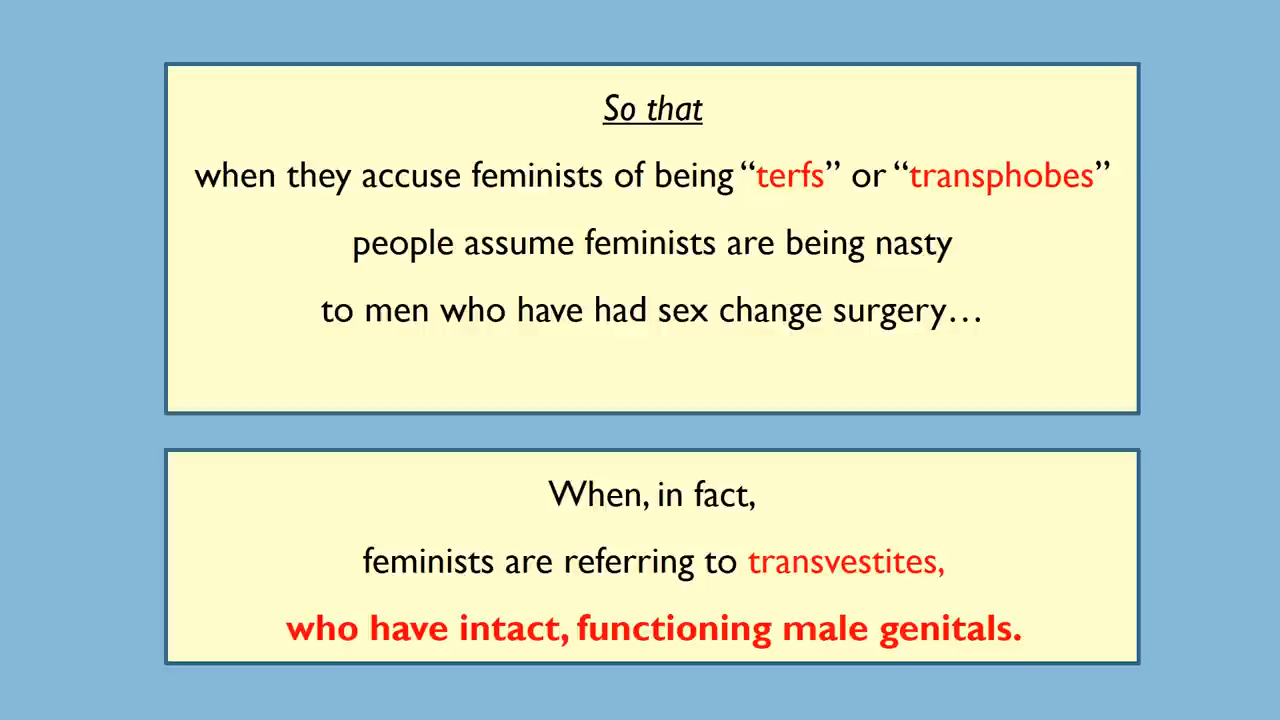 So that
when they accuse feminists of being “terfs” or “transphobes”
people assume feminists are being nasty
to men who have had sex change surgery…
When, in fact,
feminists are referring to transvestites,
who have intact, functioning male genitals.